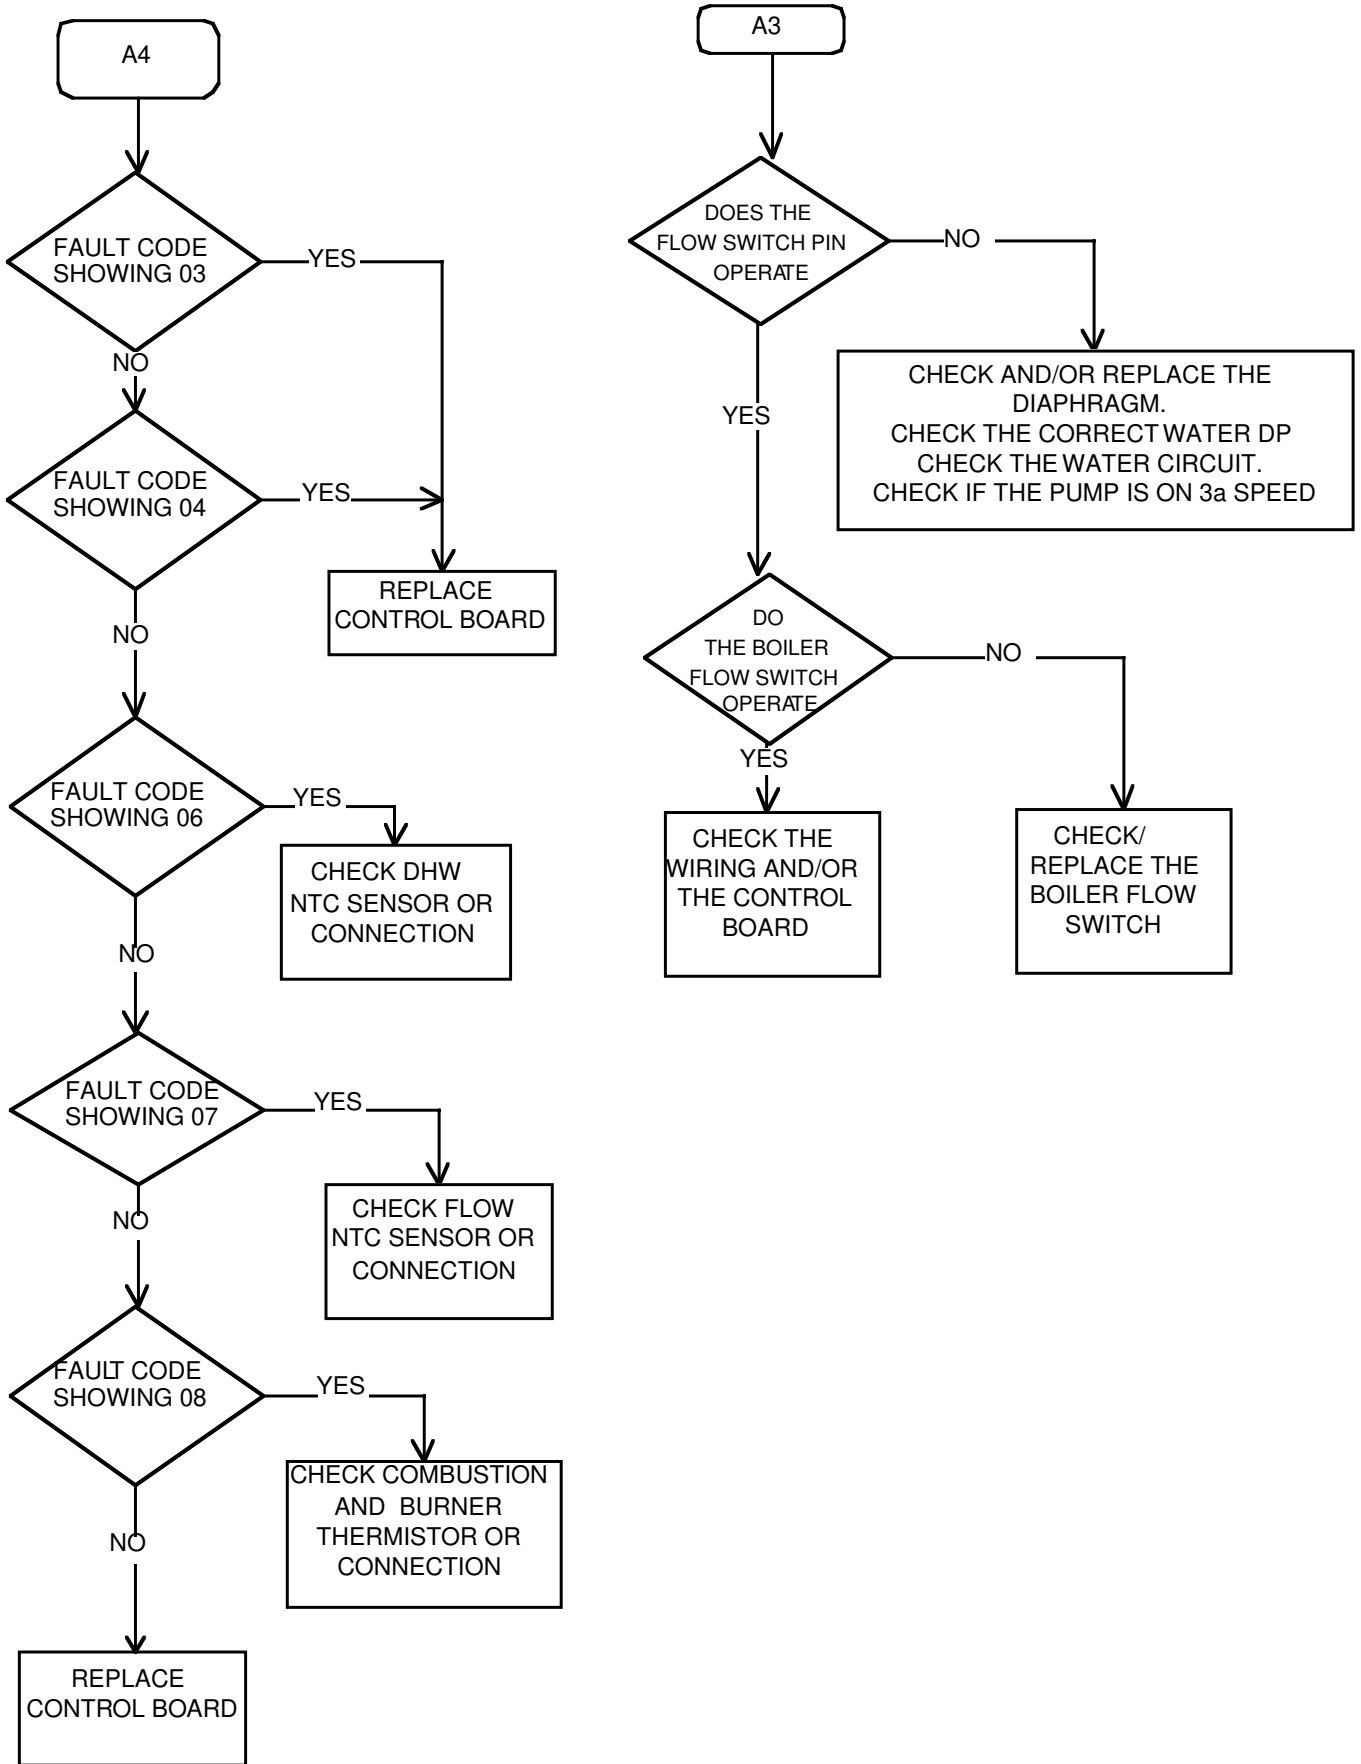 A4
FAULT CODE
SHOWING 03
YES
NO
FAULT CODE
SHOWING 04
YES
REPLACE
CONTROL BOARD
NO
FAULT CODE
SHOWING 06
YES
CHECK DHW
NTC SENSOR OR
CONNECTION
NO
FAULT CODE
SHOWING 07
YES
CHECK FLOW
NTC SENSOR OR
CONNECTION
NO
FAULT CODE
SHOWING 08
YES
CHECK COMBUSTION
AND BURNER
THERMISTOR OR
CONNECTION
NO
REPLACE
CONTROL BOARD
A3
DOES THE
FLOW SWITCH PIN
OPERATE
NO
CHECK AND/OR REPLACE THE
DIAPHRAGM.
CHECK THE CORRECT WATER DP
CHECK THE WATER CIRCUIT.
CHECK IF THE PUMP IS ON 3a SPEED
YES
DO
THE BOILER
FLOW SWITCH
OPERATE
NO
YES
CHECK THE
WIRING AND/OR
THE CONTROL
BOARD
CHECK/
REPLACE THE
BOILER FLOW
SWITCH